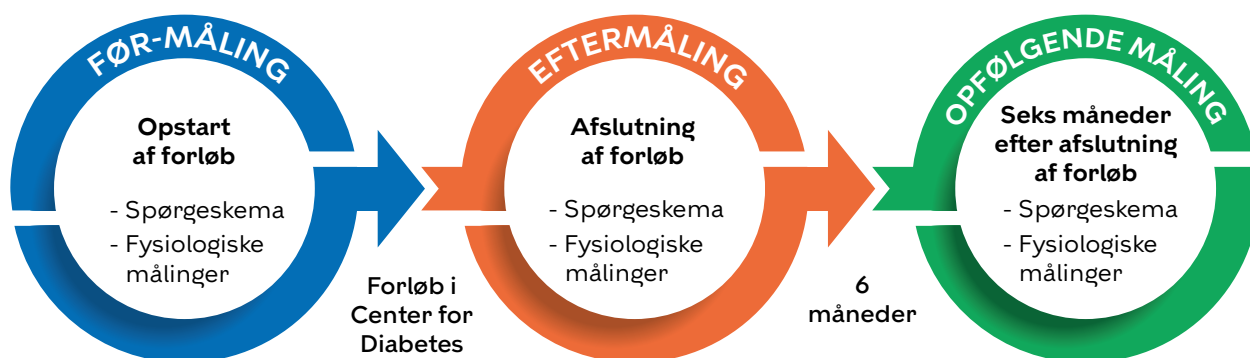 FØR-MÅLING
Opstart
af forløb
- Spørgeskema
- Fysiologiske
målinger
Forløb i
Center for
Diabetes
EFTERMÅLING
Afslutning
af forløb
- Spørgeskema
- Fysiologiske
målinger
6
måneder
OPFØLGENDE MÅLING
Seks måneder
efter afslutning
af forløb
- Spørgeskema
- Fysiologiske
målinger